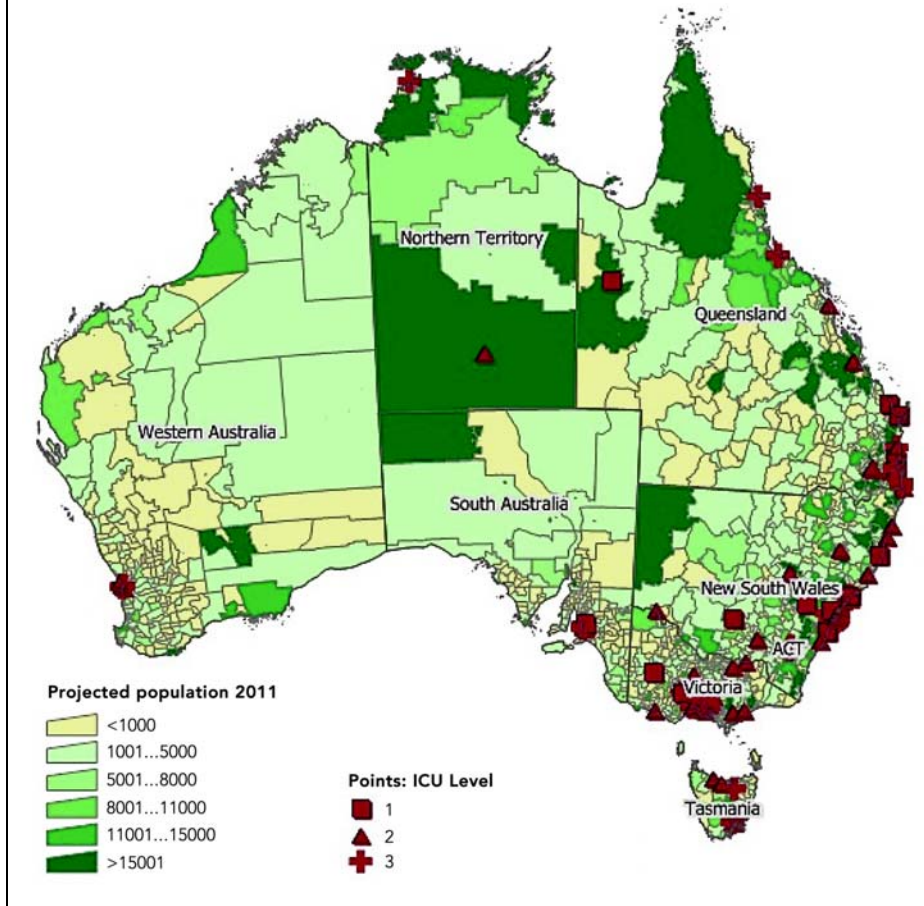 Northern Territory
Queensland
Western Australia
South Australia
New South Wales
ACT
Victoria
Tasmania
Projected population 2011
<1000
1001...5000
5001...8000
8001...11000
11001...15000
>15001
Points: ICU Level
1
2
3